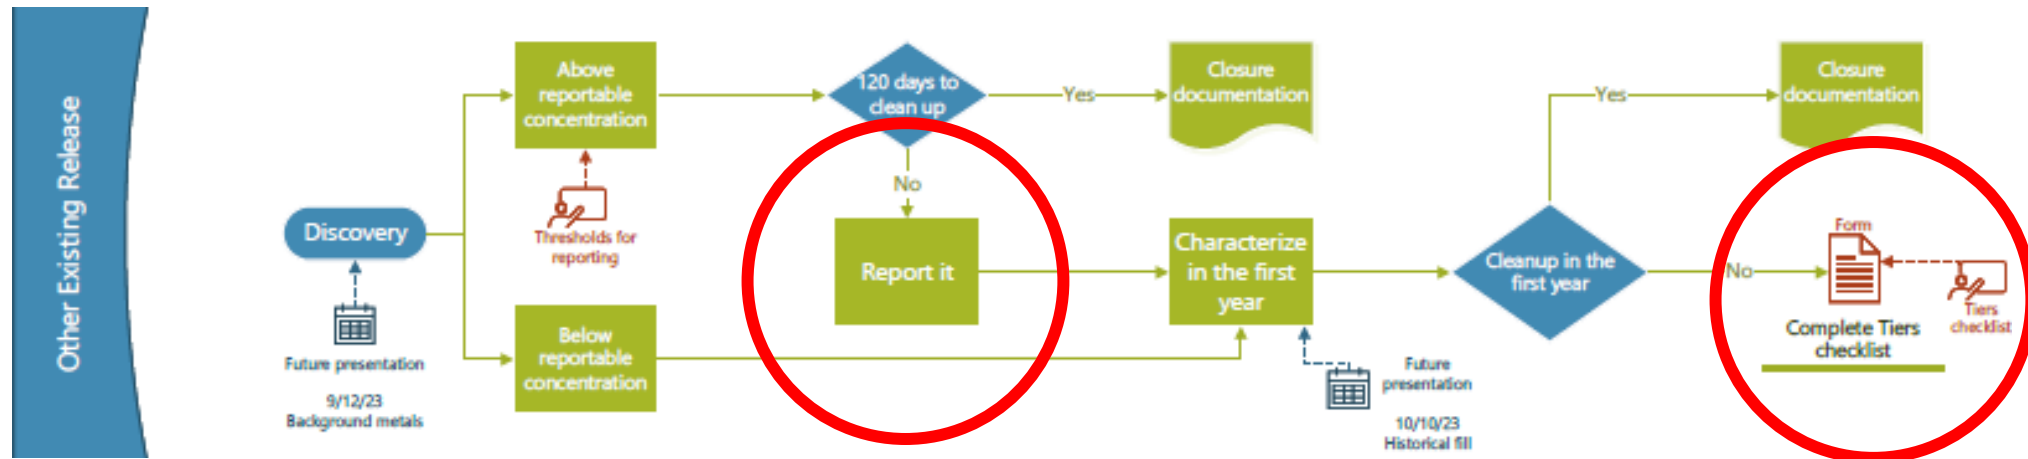 Other Existing Release
Discovery
Future presentation
9/12/23
Background metals
Above
reportable
concentration
Thresholds for
reporting
Below
reportable
concentration
120 days to
clean up
Yes
Closure
documentation
No
Report it
Characterize
in the first
year
Future
presentation
10/10/23
Historical fill
Cleanup in the
first year
Yes
Closure
documentation
No
Form
Complete Tiers
checklist
Tiers
checklist